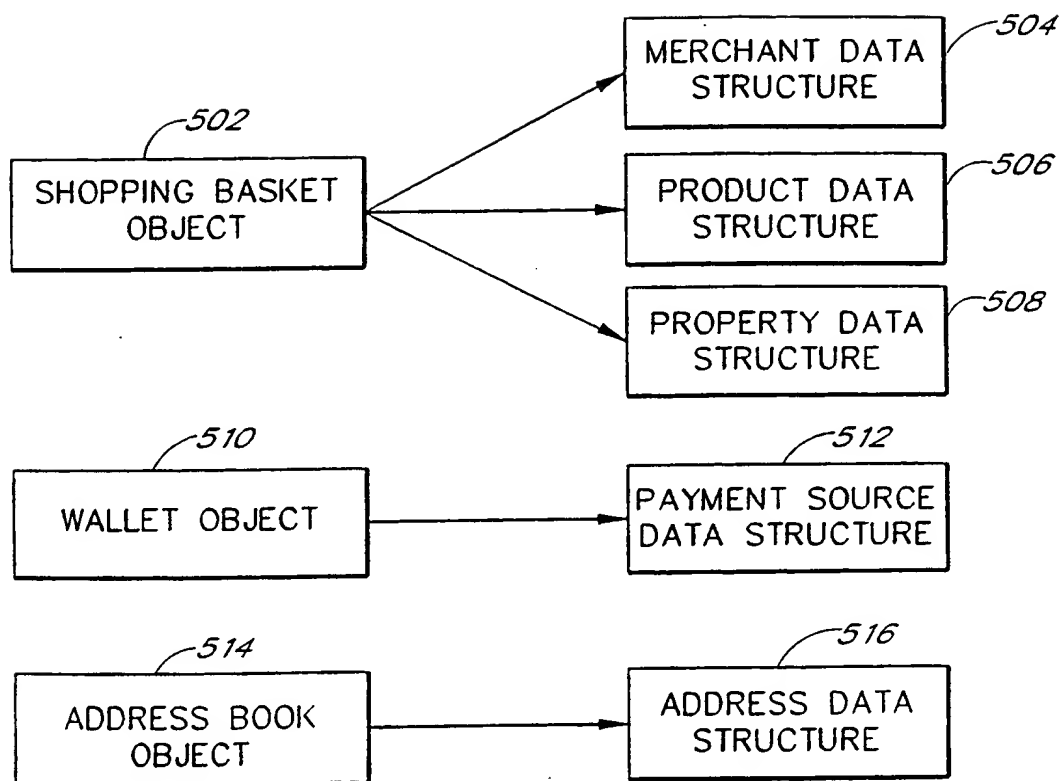 504
MERCHANT DATA
STRUCTURE
502
SHOPPING BASKET
OBJECT
506
PRODUCT DATA
STRUCTURE
508
PROPERTY DATA
STRUCTURE
510
WALLET OBJECT
512
PAYMENT SOURCE
DATA STRUCTURE
514
ADDRESS BOOK
OBJECT
516
ADDRESS DATA
STRUCTURE